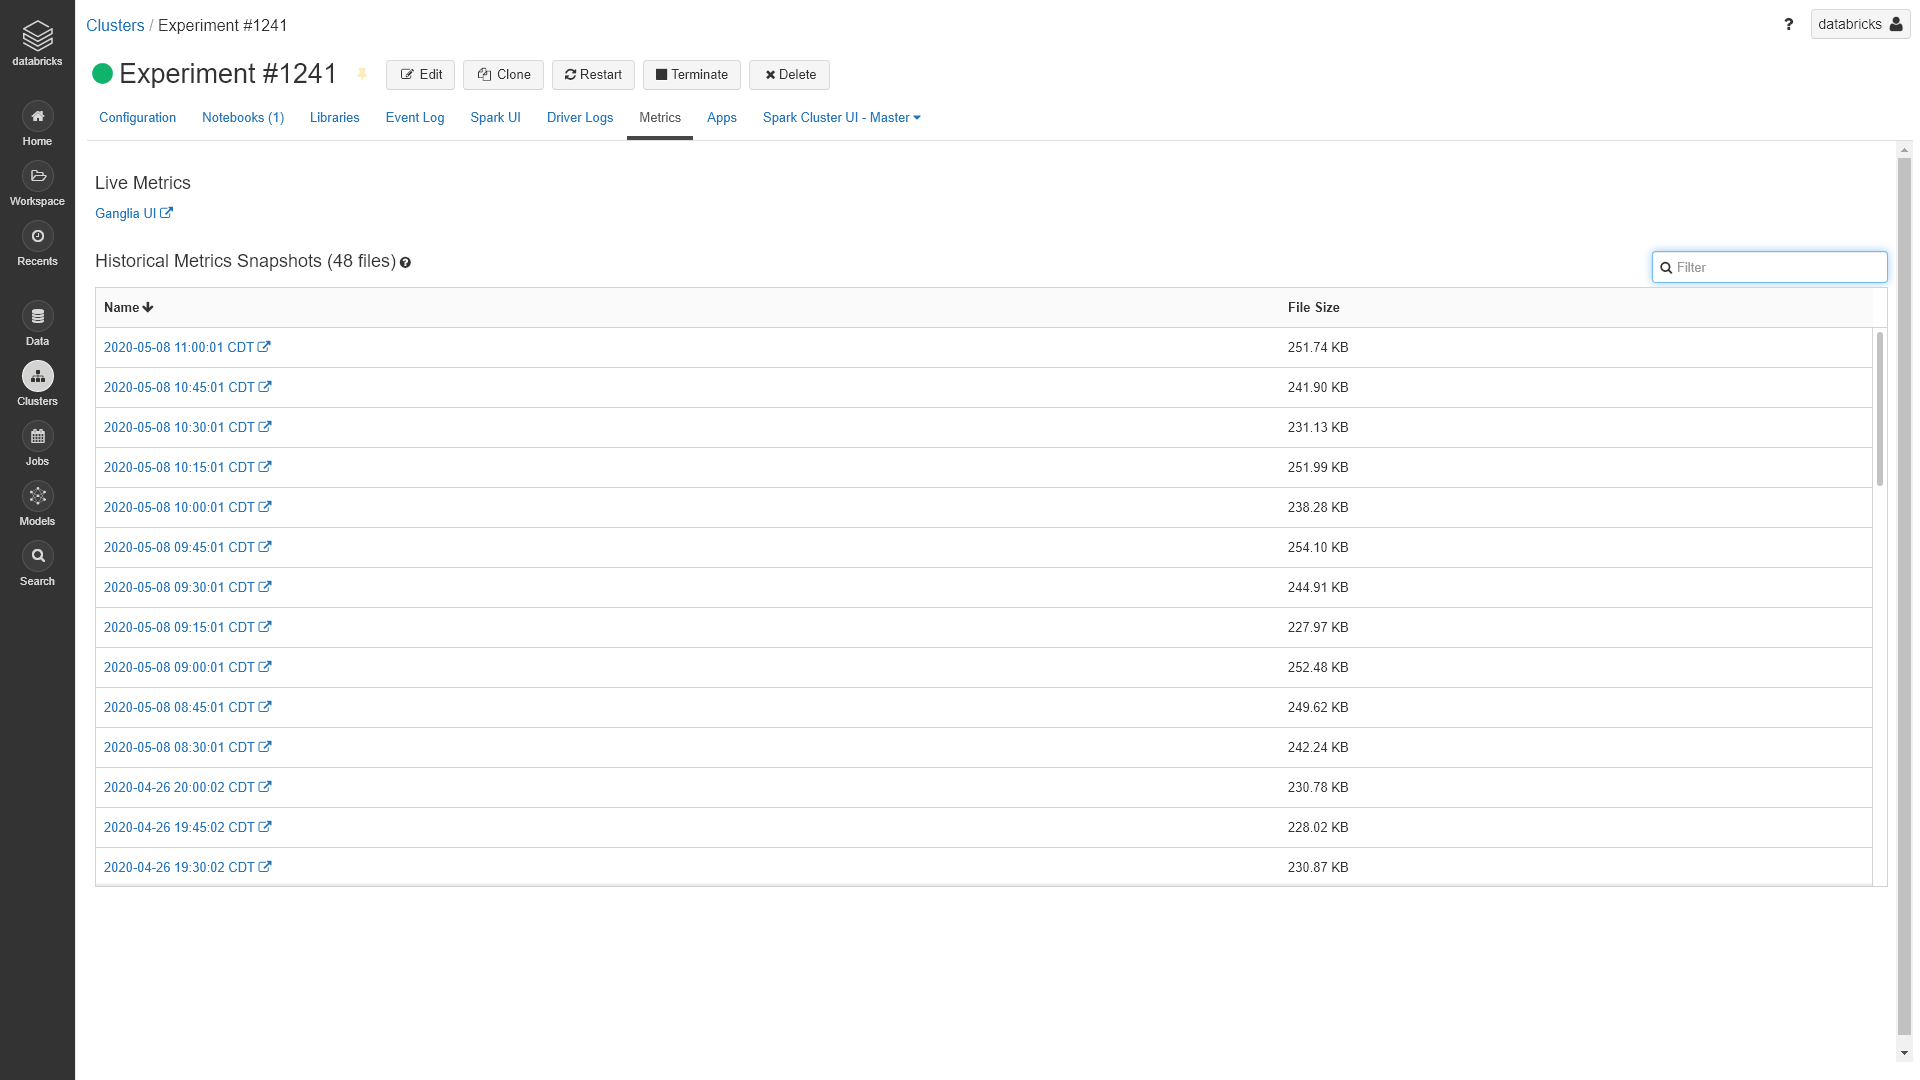 databricks
Home
Workspace
Recents
Data
Clusters
Jobs
Models
Search
Clusters / Experiment #1241
? databricks
Experiment #1241 Edit Clone Restart Terminate Delete
Configuration Notebooks (1) Libraries Event Log Spark UI Driver Logs Metrics Apps Spark Cluster UI - Master
Live Metrics
Ganglia UI
Historical Metrics Snapshots (48 files) ?
Filter
Name File Size
2020-05-08 11:00:01 CDT 251.74 KB
2020-05-08 10:45:01 CDT 241.90 KB
2020-05-08 10:30:01 CDT 231.13 KB
2020-05-08 10:15:01 CDT 251.99 KB
2020-05-08 10:00:01 CDT 238.28 KB
2020-05-08 09:45:01 CDT 254.10 KB
2020-05-08 09:30:01 CDT 244.91 KB
2020-05-08 09:15:01 CDT 227.97 KB
2020-05-08 09:00:01 CDT 252.48 KB
2020-05-08 08:45:01 CDT 249.62 KB
2020-05-08 08:30:01 CDT 242.24 KB
2020-04-26 20:00:02 CDT 230.78 KB
2020-04-26 19:45:02 CDT 228.02 KB
2020-04-26 19:30:02 CDT 230.87 KB